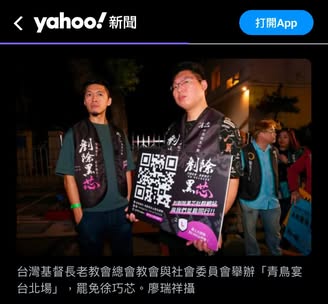 yahoo!新聞
打開App
剷除
黑芯
剷除
黑芯
台灣基督長老教會總會教會與社會委員會舉辦「青鳥宴
台北場」，罷免徐巧芯。廖瑞祥攝